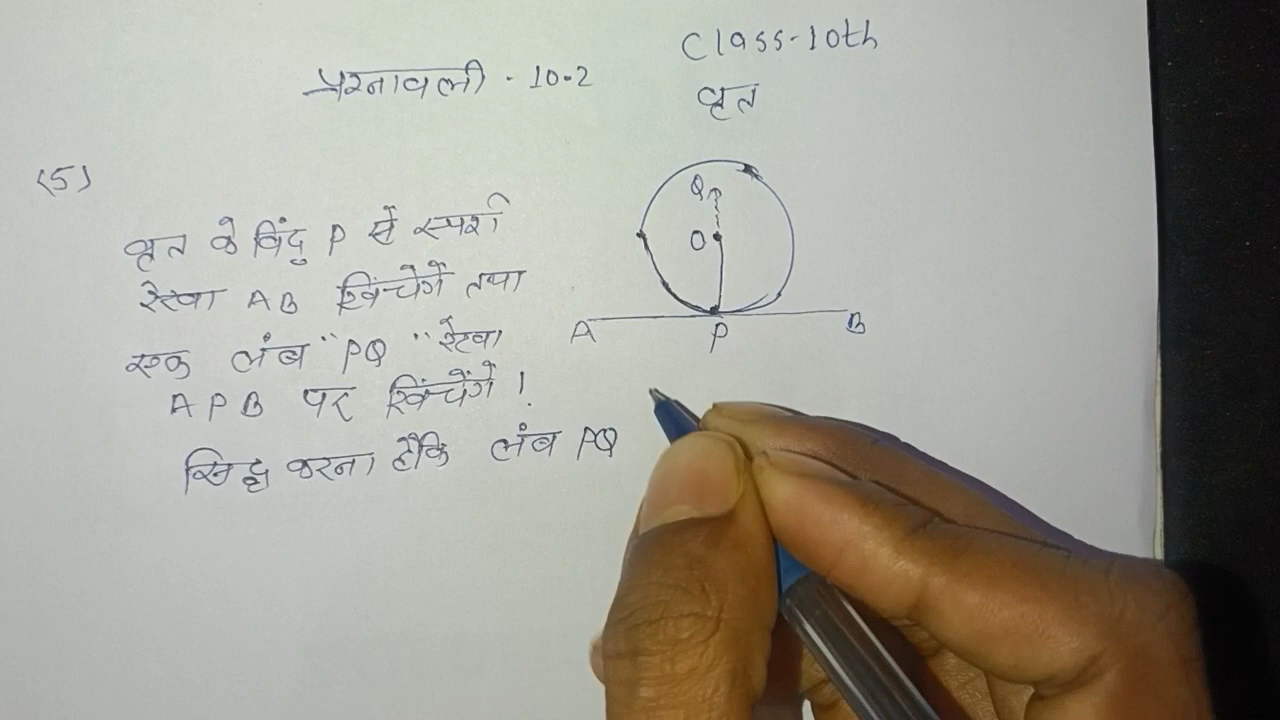 Class-10th
प्रश्नावली - 10.2
वृत
(5)
वृत के बिंदु P से स्पर्श
रेखा AB खिंचेगें तथा
एक लंब "PQ" रेखा
APB पर खिंचेंगें !
सिद्ध करना हैकि लंब PQ
Q
O
A P B